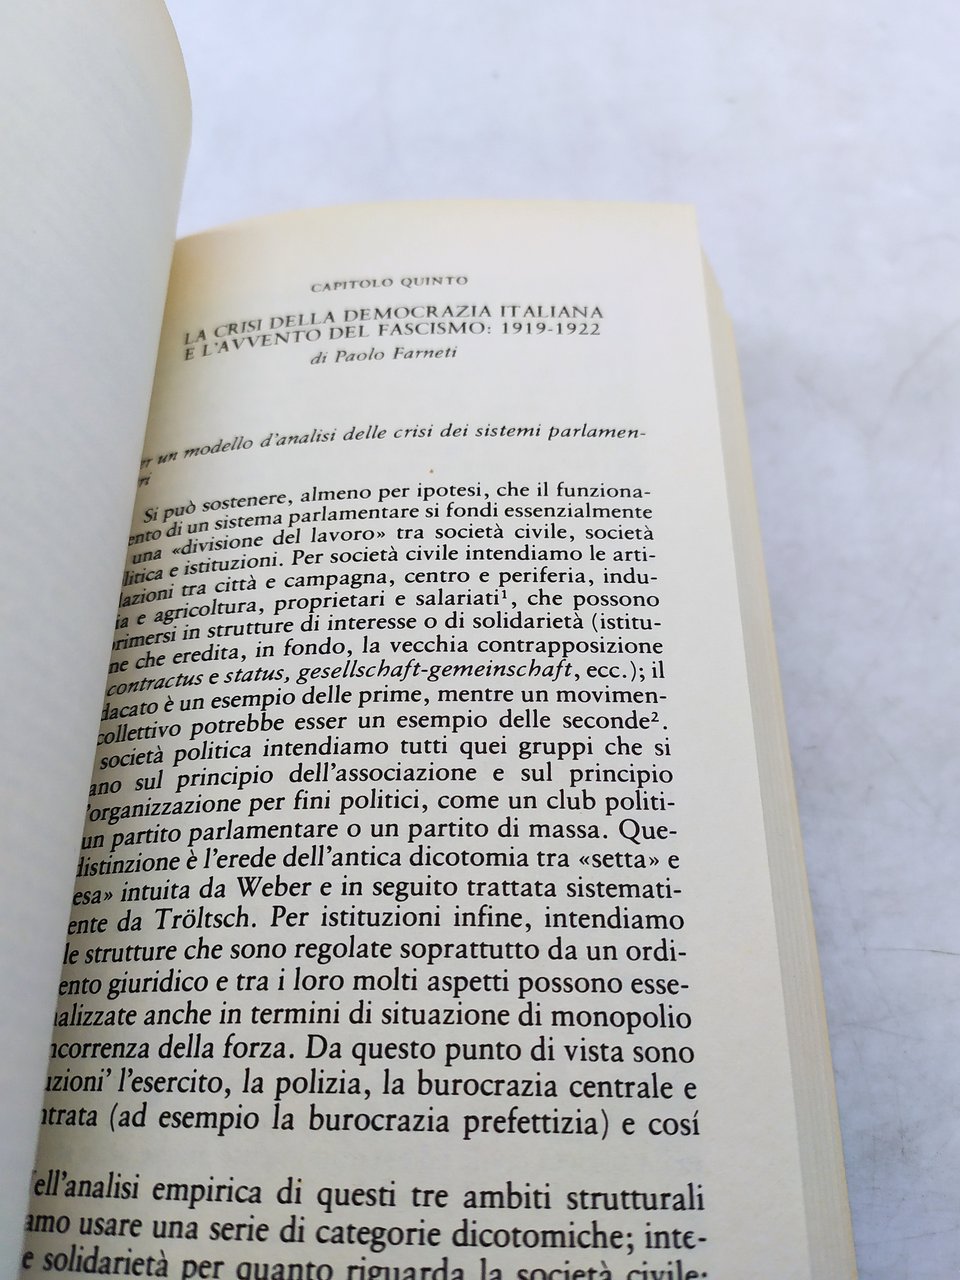 CAPITOLO QUINTO
LA CRISI DELLA DEMOCRAZIA ITALIANA
E L'AVVENTO DEL FASCISMO: 1919-1922
di Paolo Farneti
er un modello d'analisi delle crisi dei sistemi parlamen-
ri
Si può sostenere, almeno per ipotesi, che il funziona-
ento di un sistema parlamentare si fondi essenzialmente
una «divisione del lavoro» tra società civile, società
litica e istituzioni. Per società civile intendiamo le arti-
lazioni tra città e campagna, centro e periferia, indu-
ia e agricoltura, proprietari e salariati¹, che possono
rimersi in strutture di interesse o di solidarietà (istitu-
ne che eredita, in fondo, la vecchia contrapposizione
contractus e status, gesellschaft-gemeinschaft, ecc.); il
dacato è un esempio delle prime, mentre un movimen-
collettivo potrebbe esser un esempio delle seconde².
società politica intendiamo tutti quei gruppi che si
ano sul principio dell'associazione e sul principio
l'organizzazione per fini politici, come un club politi-
un partito parlamentare o un partito di massa. Que-
distinzione è l'erede dell'antica dicotomia tra «setta» e
esa» intuita da Weber e in seguito trattata sistemati-
ente da Tröltsch. Per istituzioni infine, intendiamo
le strutture che sono regolate soprattutto da un ordi-
ento giuridico e tra i loro molti aspetti possono esse-
nalizzate anche in termini di situazione di monopolio
ncorrenza della forza. Da questo punto di vista sono
uzioni' l'esercito, la polizia, la burocrazia centrale e
ntrata (ad esempio la burocrazia prefettizia) e cosí
ell'analisi empirica di questi tre ambiti strutturali
amo usare una serie di categorie dicotomiche; inte-
e solidarietà per quanto riguarda la società civile;